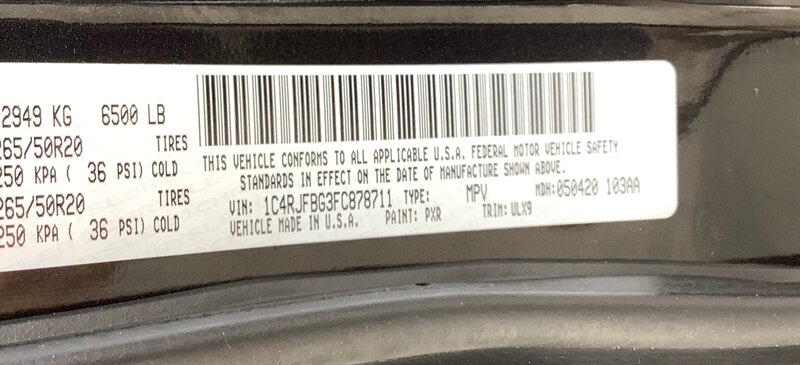 2949 KG 6500 LB
265/50R20 TIRES
250 KPA ( 36 PSI) COLD
265/50R20 TIRES
250 KPA ( 36 PSI) COLD
THIS VEHICLE CONFORMS TO ALL APPLICABLE U.S.A. FEDERAL MOTOR VEHICLE SAFETY
STANDARDS IN EFFECT ON THE DATE OF MANUFACTURE SHOWN ABOVE.
VIN: 1C4RJFBG3FC878711 TYPE: MPV MDH: 050420 103AA
VEHICLE MADE IN U.S.A. PAINT: PXR TRIM: ULX9